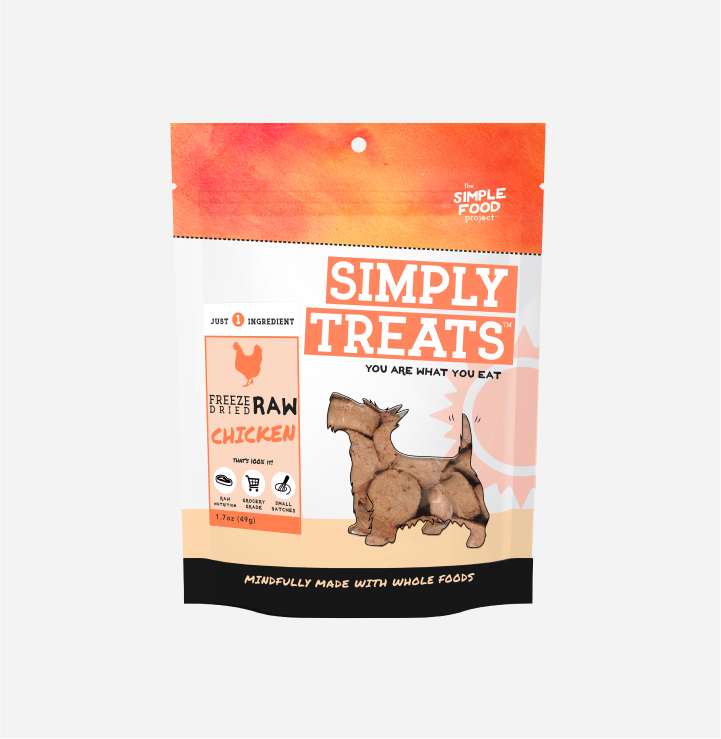 the
SIMPLE
FOOD
project
SIMPLY
TREATS™
YOU ARE WHAT YOU EAT
JUST 1 INGREDIENT
FREEZE
DRIED RAW
CHICKEN
THAT'S 100% IT!
RAW
NUTRITION
GROCERY
GRADE
SMALL
BATCHES
1.7oz (49g)
MINDFULLY MADE WITH WHOLE FOODS